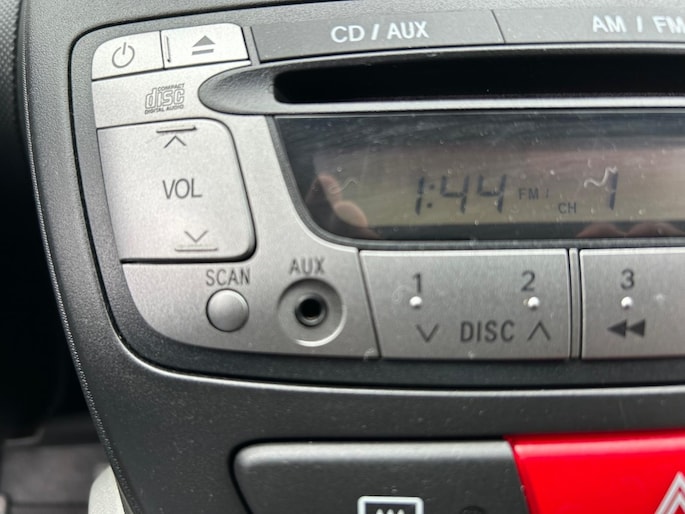 CD / AUX
AM / FM
COMPACT
disc
DIGITAL AUDIO
VOL
1:44
FM /
CH
1
SCAN
AUX
1
2
3
DISC